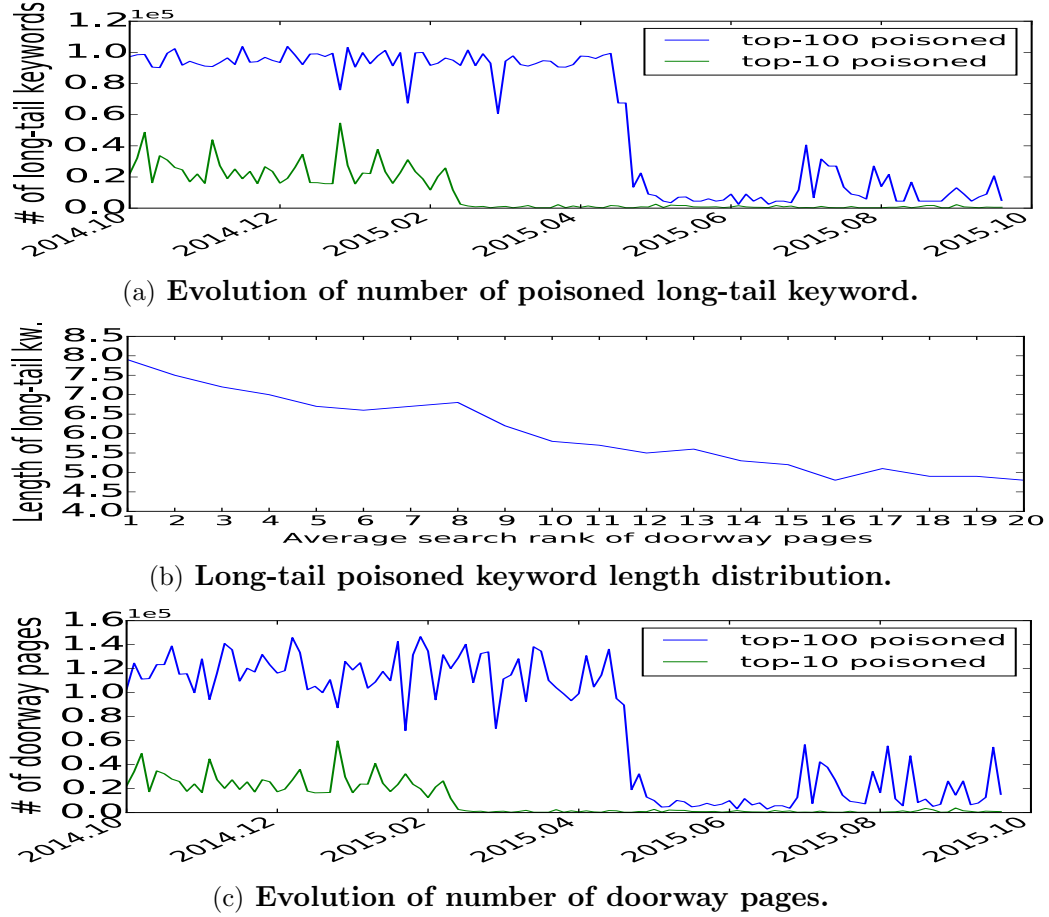 1e5
# of long-tail keywords
1.2
1.0
0.8
0.6
0.4
0.2
0.0
top-100 poisoned
top-10 poisoned
2014.10
2014.12
2015.02
2015.04
2015.06
2015.08
2015.10
(a) Evolution of number of poisoned long-tail keyword.
Length of long-tail kw.
8.5
8.0
7.5
7.0
6.5
6.0
5.5
5.0
4.5
4.0
1 2 3 4 5 6 7 8 9 10 11 12 13 14 15 16 17 18 19 20
Average search rank of doorway pages
(b) Long-tail poisoned keyword length distribution.
1e5
# of doorway pages
1.6
1.4
1.2
1.0
0.8
0.6
0.4
0.2
0.0
top-100 poisoned
top-10 poisoned
2014.10
2014.12
2015.02
2015.04
2015.06
2015.08
2015.10
(c) Evolution of number of doorway pages.